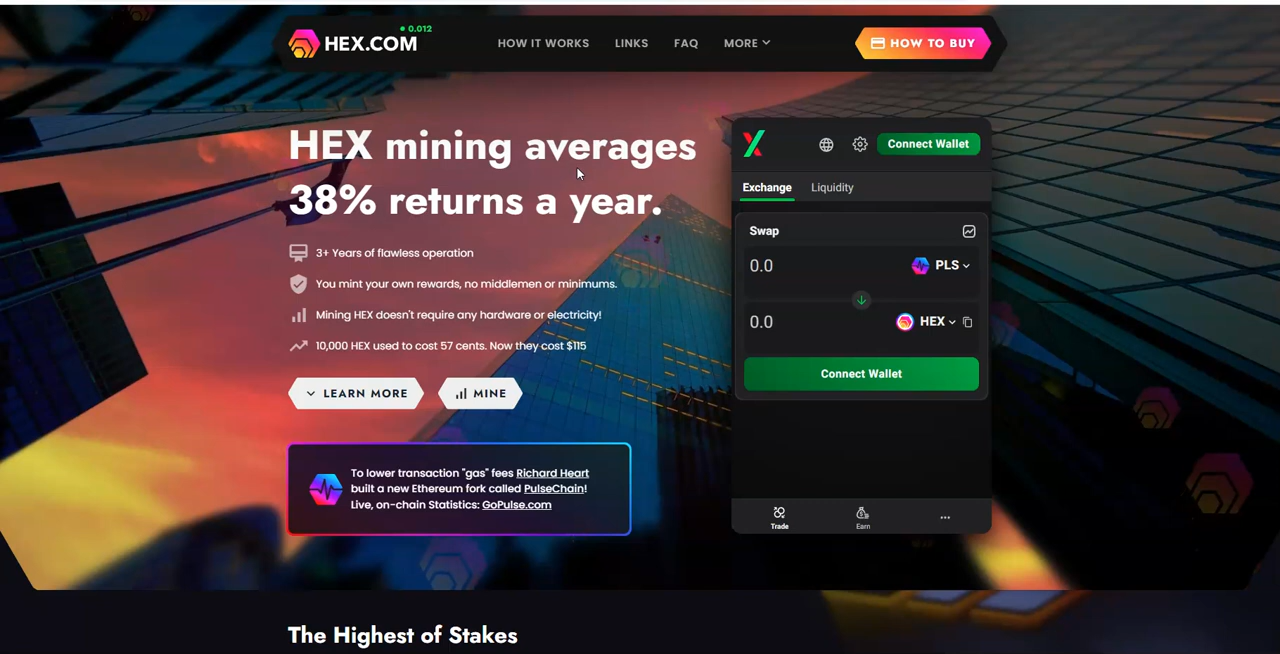 0.012
HEX.COM
HOW IT WORKS
LINKS
FAQ
MORE
HOW TO BUY
HEX mining averages
38% returns a year.
3+ Years of flawless operation
You mint your own rewards, no middlemen or minimums.
Mining HEX doesn't require any hardware or electricity!
10,000 HEX used to cost 57 cents. Now they cost $115
LEARN MORE
MINE
To lower transaction "gas" fees Richard Heart
built a new Ethereum fork called PulseChain!
Live, on-chain Statistics: GoPulse.com
Connect Wallet
Exchange
Liquidity
Swap
0.0
PLS
0.0
HEX
Connect Wallet
Trade
Earn
The Highest of Stakes